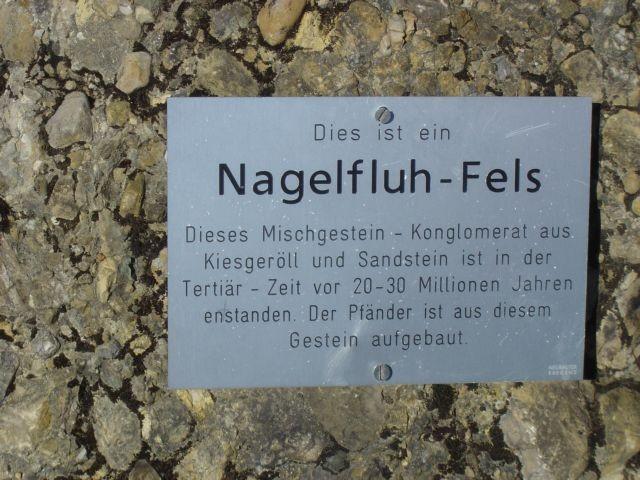 Dies ist ein
Nagelfluh-Fels
Dieses Mischgestein - Konglomerat aus
Kiesgeröll und Sandstein ist in der
Tertiär - Zeit vor 20-30 Millionen Jahren
enstanden. Der Pfänder ist aus diesem
Gestein aufgebaut.